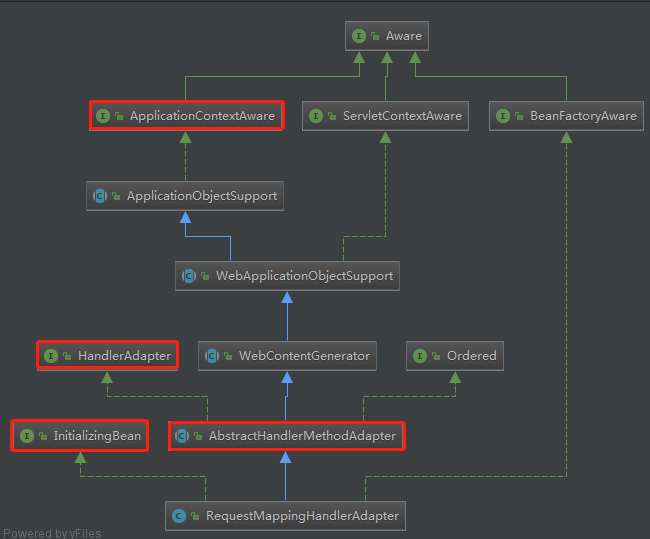 Aware
ApplicationContextAware
ServletContextAware
BeanFactoryAware
ApplicationObjectSupport
WebApplicationObjectSupport
HandlerAdapter
WebContentGenerator
Ordered
InitializingBean
AbstractHandlerMethodAdapter
RequestMappingHandlerAdapter
Powered by yFiles